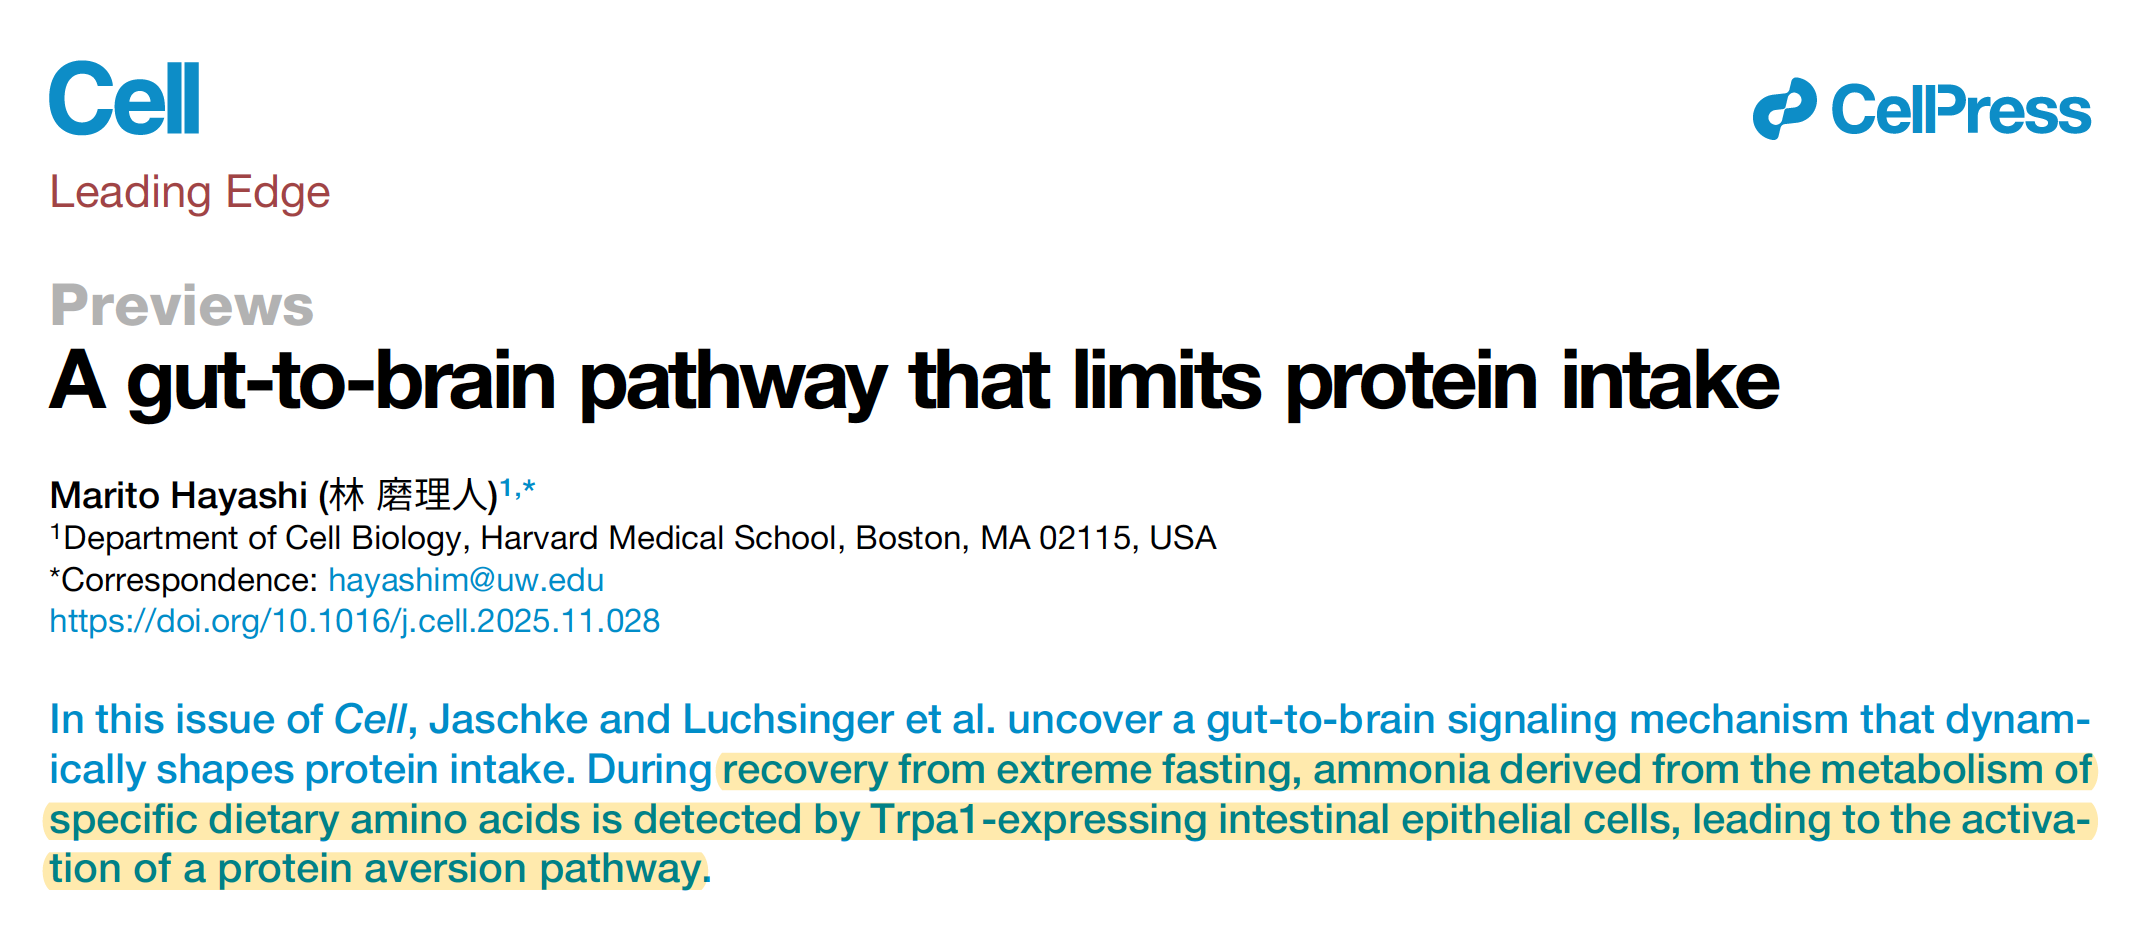 Cell
CellPress
Leading Edge
Previews
A gut-to-brain pathway that limits protein intake
Marito Hayashi (林 磨理人)1,*
1Department of Cell Biology, Harvard Medical School, Boston, MA 02115, USA
*Correspondence: hayashim@uw.edu
https://doi.org/10.1016/j.cell.2025.11.028
In this issue of Cell, Jaschke and Luchsinger et al. uncover a gut-to-brain signaling mechanism that dynam-
ically shapes protein intake. During recovery from extreme fasting, ammonia derived from the metabolism of
specific dietary amino acids is detected by Trpa1-expressing intestinal epithelial cells, leading to the activa-
tion of a protein aversion pathway.